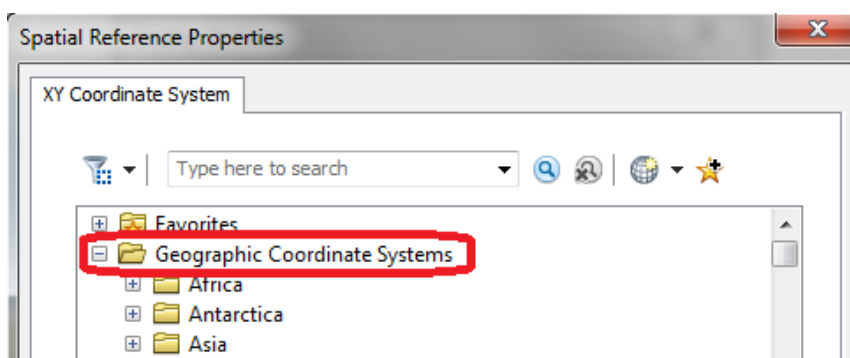 Spatial Reference Properties
X
XY Coordinate System
Type here to search
Favorites
Geographic Coordinate Systems
Africa
Antarctica
Asia